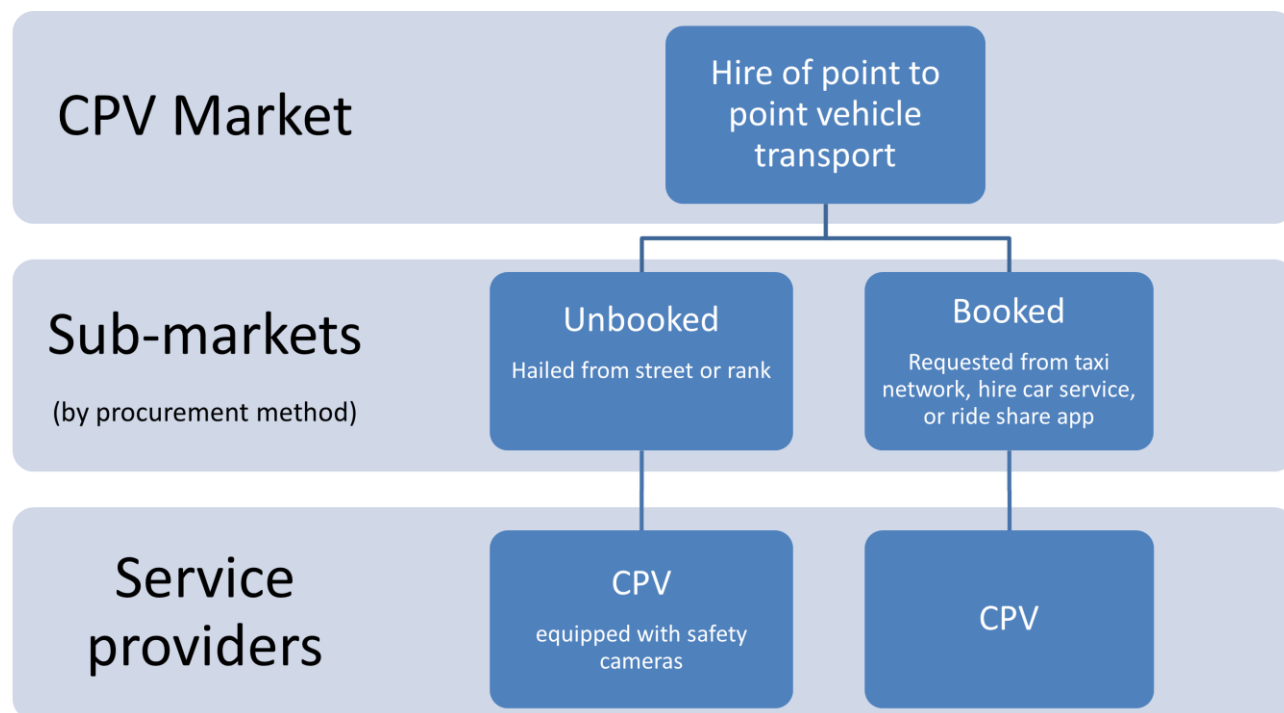 CPV Market
Hire of point to
point vehicle
transport
Sub-markets
(by procurement method)
Unbooked
Hailed from street or rank
Booked
Requested from taxi
network, hire car service,
or ride share app
Service
providers
CPV
equipped with safety
cameras
CPV